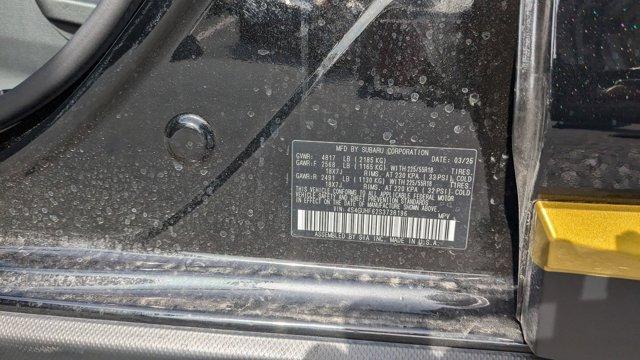 MFD BY SUBARU CORPORATION DATE: 03/25
GVWR: 4817 LB (2185 KG)
GAWR:F 2568 LB (1165 KG) WITH 225/55R18 TIRES,
18X7J RIMS, AT 230 KPA (33 PSI) COLD
GAWR:R 2491 LB (1130 KG) WITH 225/55R18 TIRES,
18X7J RIMS, AT 220 KPA (32 PSI) COLD
THIS VEHICLE CONFORMS TO ALL APPLICABLE FEDERAL MOTOR
VEHICLE SAFETY, BUMPER, AND THEFT PREVENTION STANDARDS
IN EFFECT ON THE DATE OF MANUFACTURE SHOWN ABOVE.
VIN: MPV
ASSEMBLED BY SIA INC. MADE IN U.S.A.